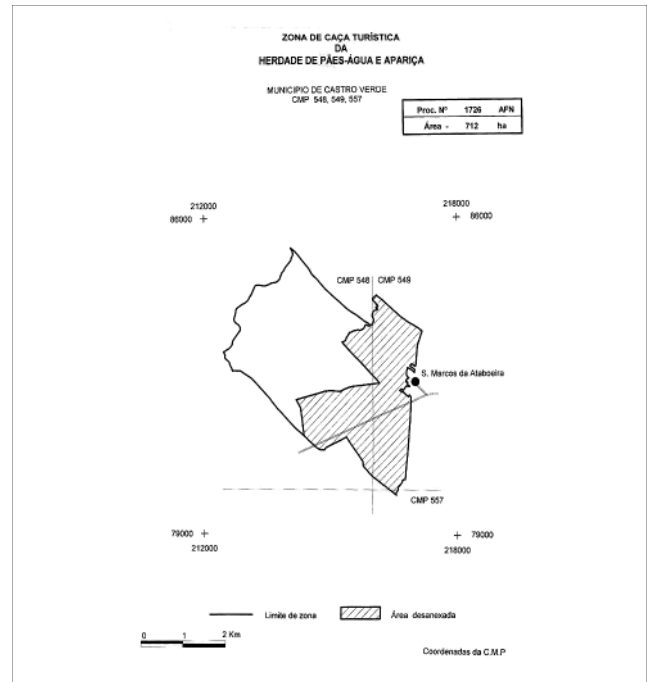 ZONA DE CAÇA TURÍSTICA
DA
HERDADE DE PÃES-ÁGUA E APARIÇA
MUNICIPIO DE CASTRO VERDE
CMP 548, 549, 557
Proc. Nº 1726 AFN
Área - 712 ha
212000
86000
218000
86000
CMP 548
CMP 549
S. Marcos da Ataboeira
CMP 557
79000
212000
79000
218000
Limite de zona
Área desanexada
0 1 2 Km
Coordenadas da C.M.P